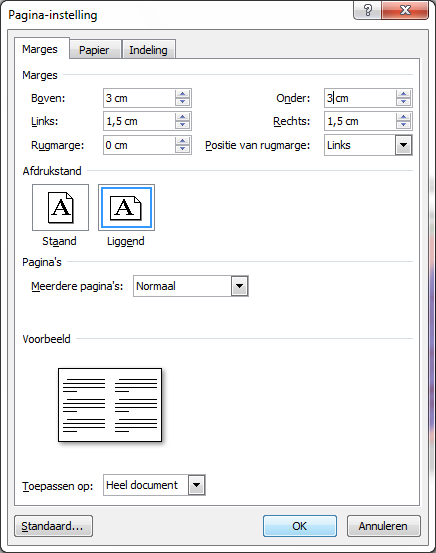 Pagina-instelling
Marges Papier Indeling
Marges
Boven: 3 cm Onder: 3 cm
Links: 1,5 cm Rechts: 1,5 cm
Rugmarge: 0 cm Positie van rugmarge: Links
Afdrukstand
A A
Staand Liggend
Pagina's
Meerdere pagina's: Normaal
Voorbeeld
Toepassen op: Heel document
Standaard... OK Annuleren